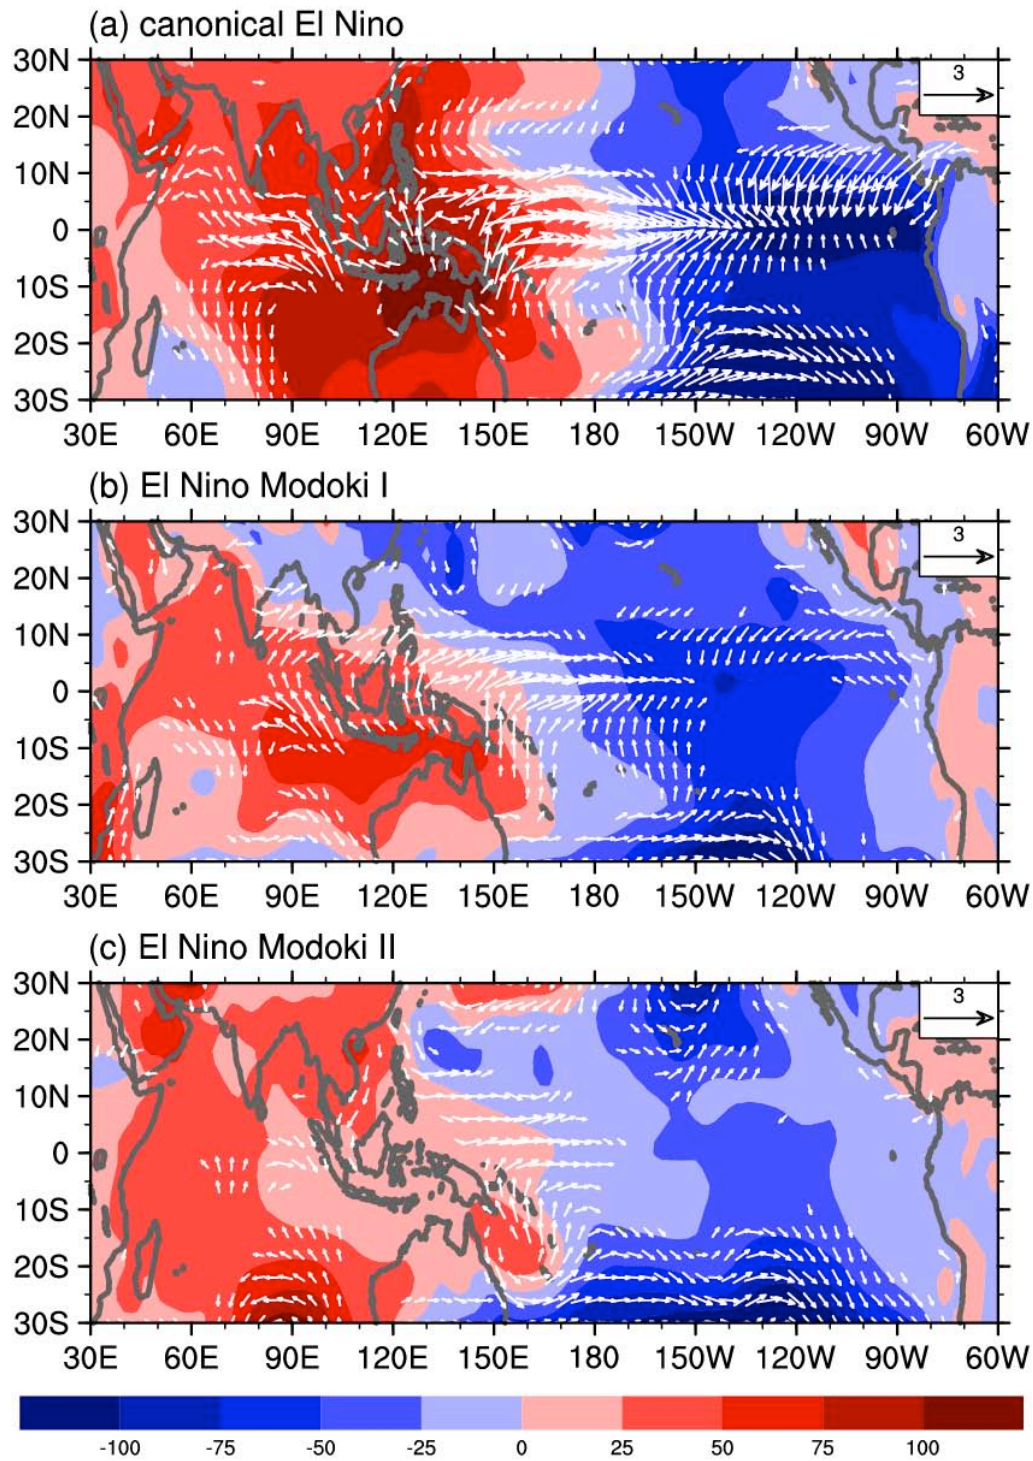 (a) canonical El Nino
3
30N
20N
10N
0
10S
20S
30S
30E 60E 90E 120E 150E 180 150W 120W 90W 60W
(b) El Nino Modoki I
3
30N
20N
10N
0
10S
20S
30S
30E 60E 90E 120E 150E 180 150W 120W 90W 60W
(c) El Nino Modoki II
3
30N
20N
10N
0
10S
20S
30S
30E 60E 90E 120E 150E 180 150W 120W 90W 60W
-100 -75 -50 -25 0 25 50 75 100